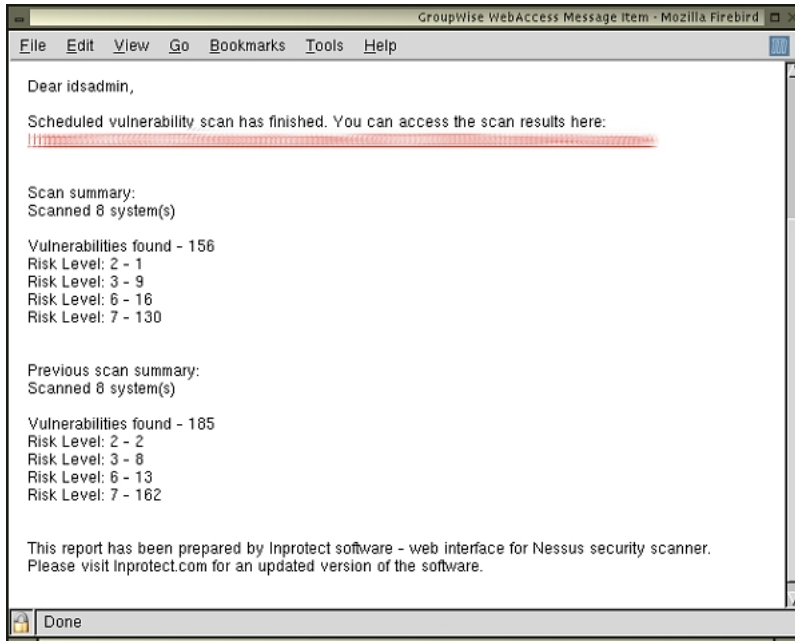 GroupWise WebAccess Message Item - Mozilla Firebird
File Edit View Go Bookmarks Tools Help
Dear idsadmin,
Scheduled vulnerability scan has finished. You can access the scan results here:
Scan summary:
Scanned 8 system(s)
Vulnerabilities found - 156
Risk Level: 2 - 1
Risk Level: 3 - 9
Risk Level: 6 - 16
Risk Level: 7 - 130
Previous scan summary:
Scanned 8 system(s)
Vulnerabilities found - 185
Risk Level: 2 - 2
Risk Level: 3 - 8
Risk Level: 6 - 13
Risk Level: 7 - 162
This report has been prepared by Inprotect software - web interface for Nessus security scanner.
Please visit Inprotect.com for an updated version of the software.
Done